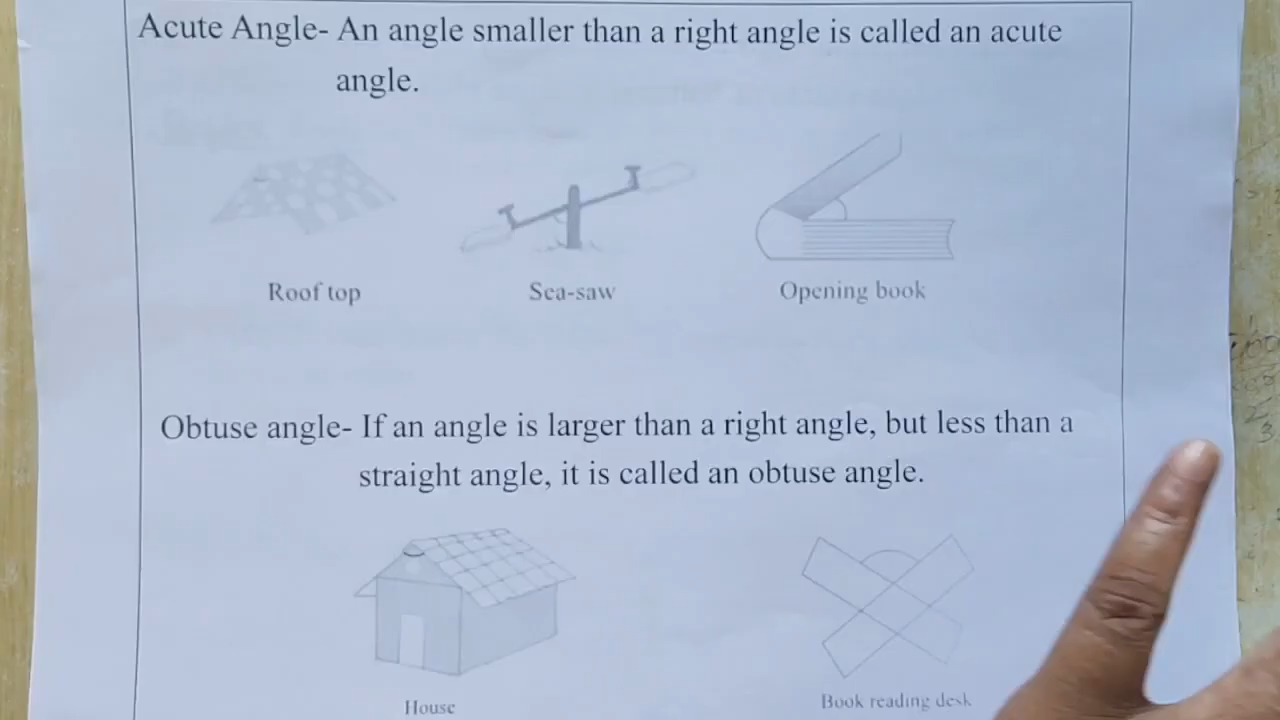 Acute Angle- An angle smaller than a right angle is called an acute
angle.
Roof top
Sea-saw
Opening book
Obtuse angle- If an angle is larger than a right angle, but less than a
straight angle, it is called an obtuse angle.
House
Book reading desk